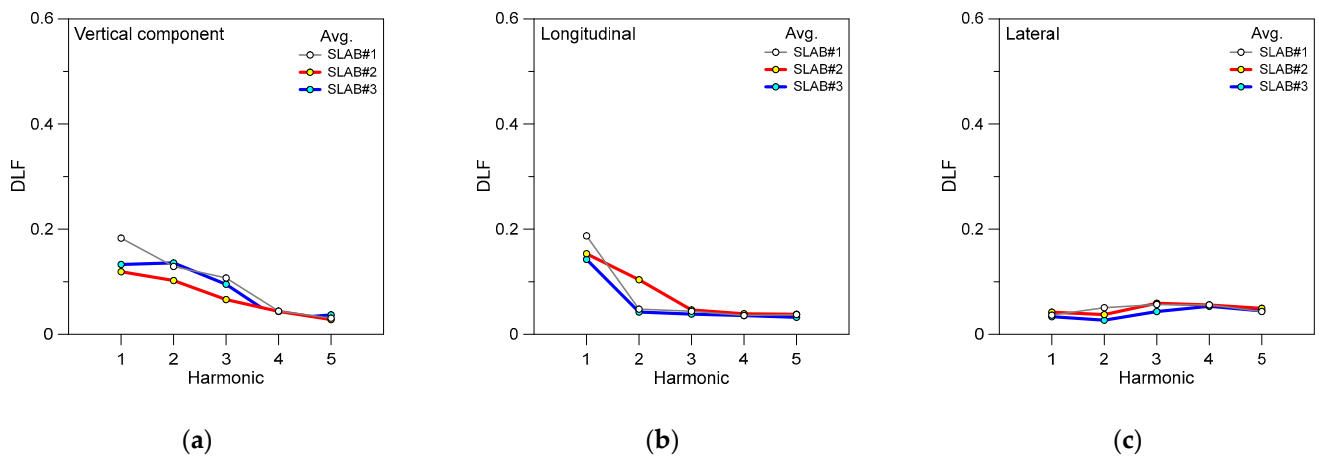 0.6
0.4
0.2
0
DLF
Vertical component
Avg.
SLAB#1
SLAB#2
SLAB#3
1 2 3 4 5
Harmonic
(a)
0.6
0.4
0.2
0
DLF
Longitudinal
Avg.
SLAB#1
SLAB#2
SLAB#3
1 2 3 4 5
Harmonic
(b)
0.6
0.4
0.2
0
DLF
Lateral
Avg.
SLAB#1
SLAB#2
SLAB#3
1 2 3 4 5
Harmonic
(c)